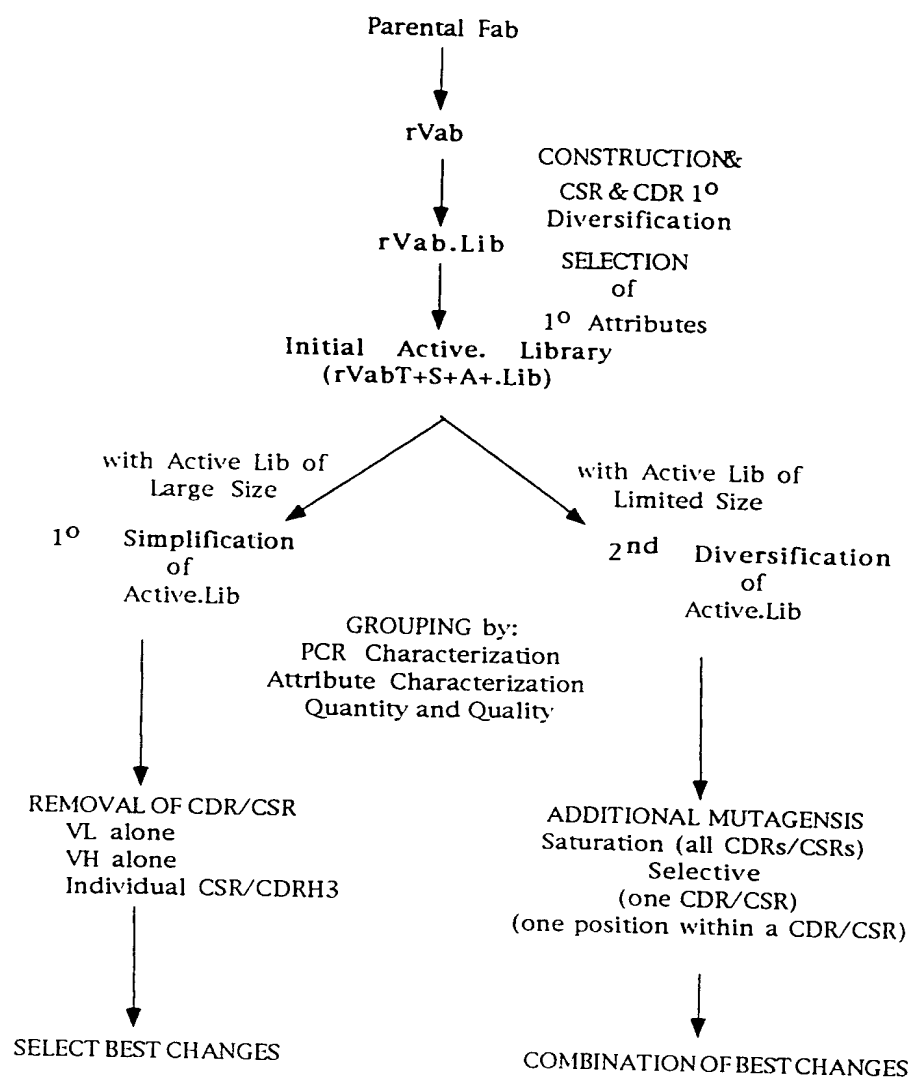 Parental Fab
rVab
CONSTRUCTION&
CSR & CDR 1º
Diversification
rVab.Lib
SELECTION
of
1º Attributes
Initial Active. Library
(rVabT+S+A+.Lib)
with Active Lib of
Large Size
with Active Lib of
Limited Size
1º Simplification
of
Active.Lib
2nd Diversification
of
Active.Lib
GROUPING by:
PCR Characterization
Attribute Characterization
Quantity and Quality
REMOVAL OF CDR/CSR
VL alone
VH alone
Individual CSR/CDRH3
ADDITIONAL MUTAGENSIS
Saturation (all CDRs/CSRs)
Selective
(one CDR/CSR)
(one position within a CDR/CSR)
SELECT BEST CHANGES
COMBINATION OF BEST CHANGES